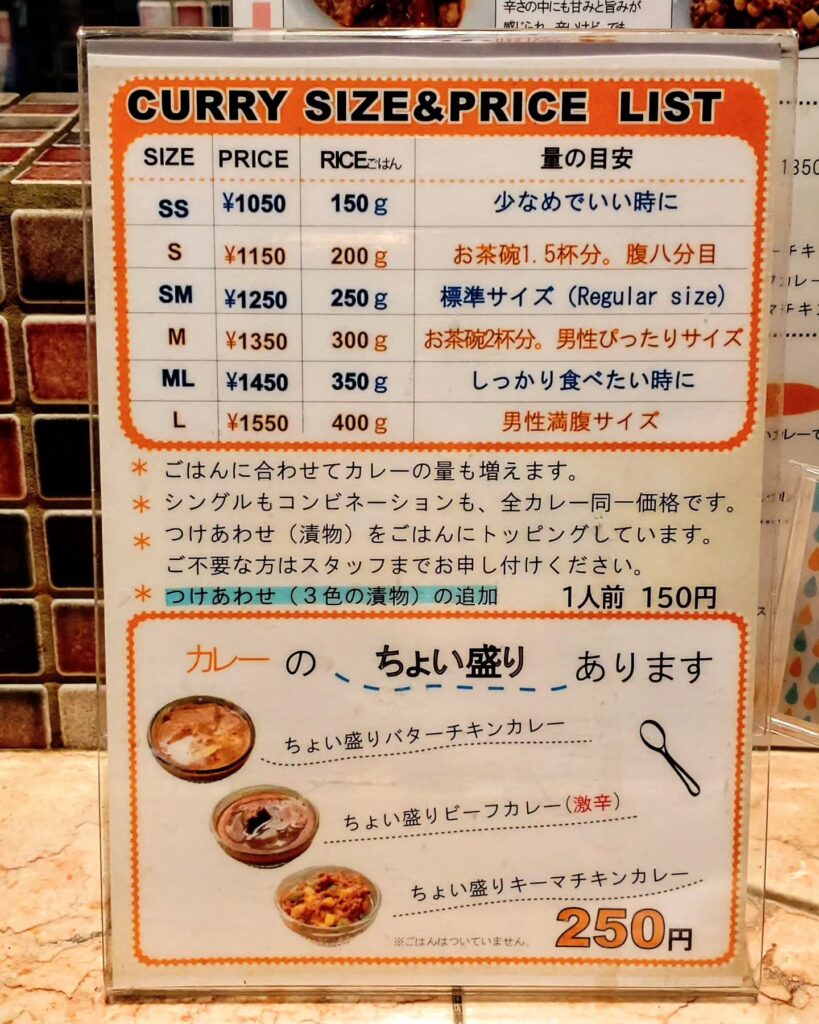 辛さの中にも甘みと旨みが
CURRY SIZE&PRICE LIST
SIZE PRICE RICEごはん 量の目安
SS ¥1050 150g 少なめでいい時に
S ¥1150 200g お茶碗1.5杯分。腹八分目
SM ¥1250 250g 標準サイズ (Regular size)
M ¥1350 300g お茶碗2杯分。男性ぴったりサイズ
ML ¥1450 350g しっかり食べたい時に
L ¥1550 400g 男性満腹サイズ
* ごはんに合わせてカレーの量も増えます。
* シングルもコンビネーションも、全カレー同一価格です。
* つけあわせ（漬物）をごはんにトッピングしています。
ご不要な方はスタッフまでお申し付けください。
* つけあわせ（３色の漬物）の追加 1人前 150円
カレーの ちょい盛り あります
ちょい盛りバターチキンカレー
ちょい盛りビーフカレー(激辛)
ちょい盛りキーマチキンカレー
※ごはんはついていません。 250円